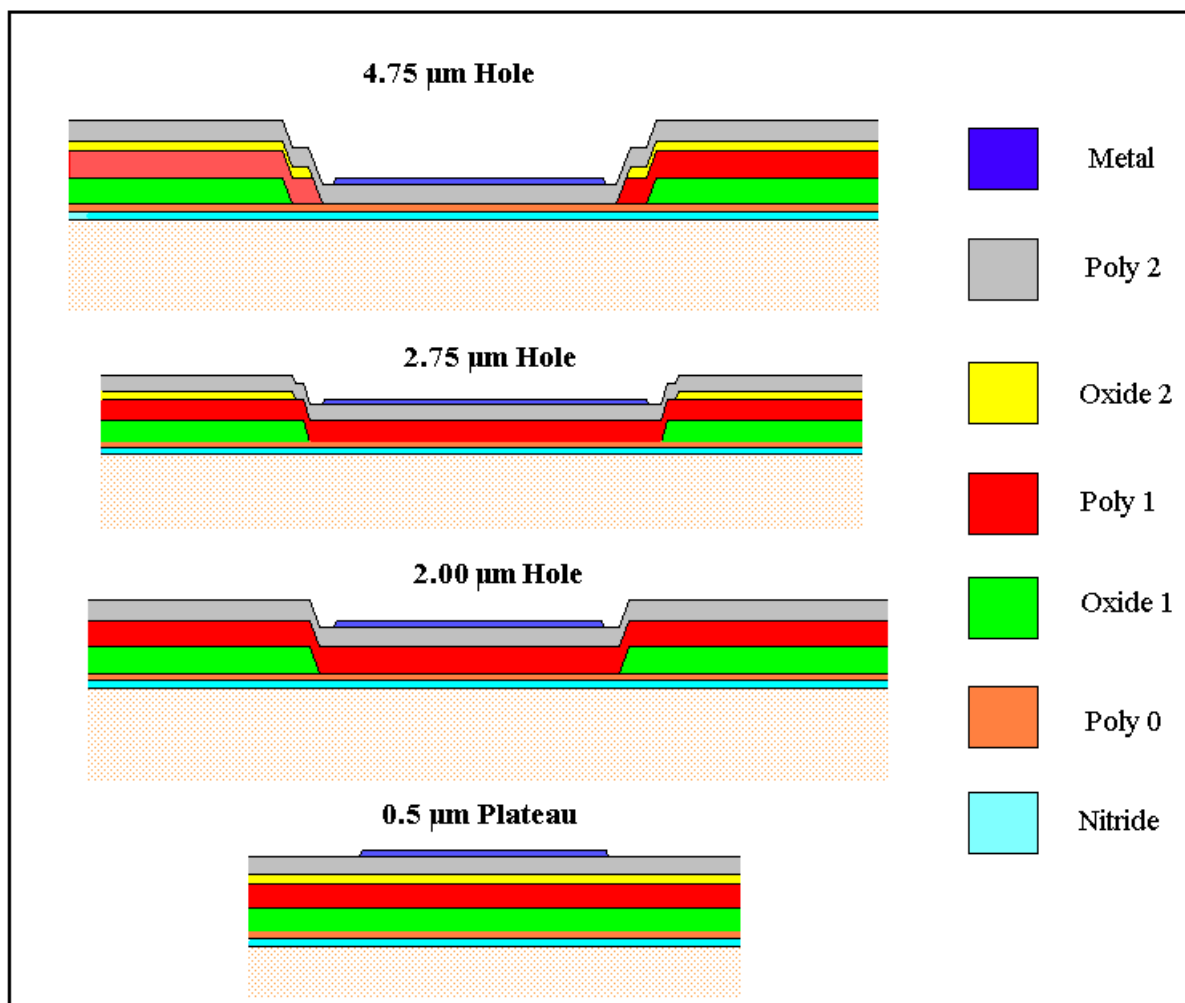 4.75 µm Hole
Metal
Poly 2
2.75 µm Hole
Oxide 2
Poly 1
2.00 µm Hole
Oxide 1
Poly 0
0.5 µm Plateau
Nitride